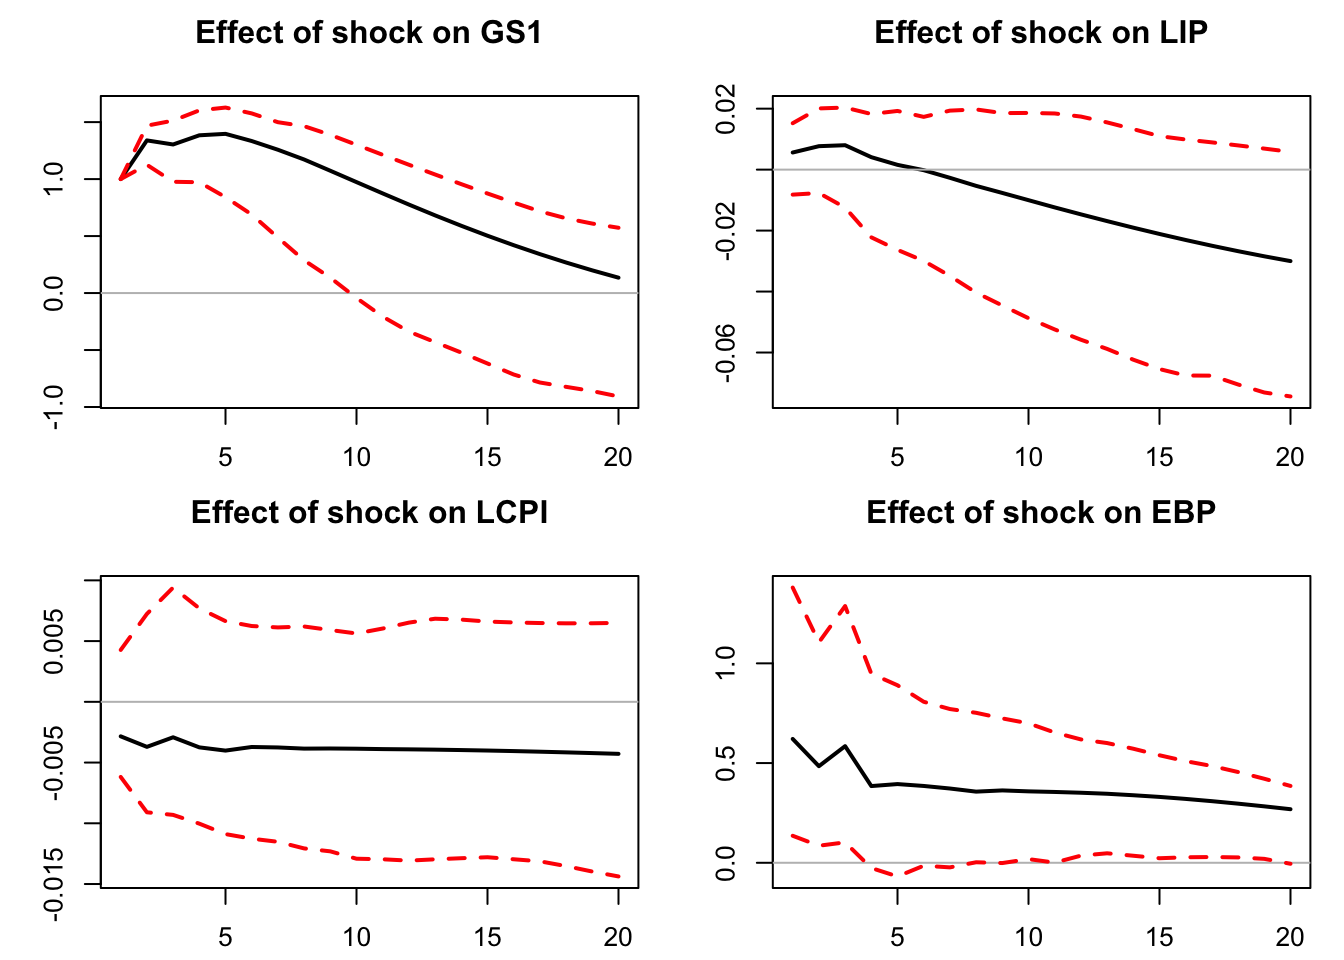 Effect of shock on GS1
1.0
0.0
-1.0
5 10 15 20
Effect of shock on LIP
0.02
-0.02
-0.06
5 10 15 20
Effect of shock on LCPI
0.005
-0.005
-0.015
5 10 15 20
Effect of shock on EBP
1.0
0.5
0.0
5 10 15 20